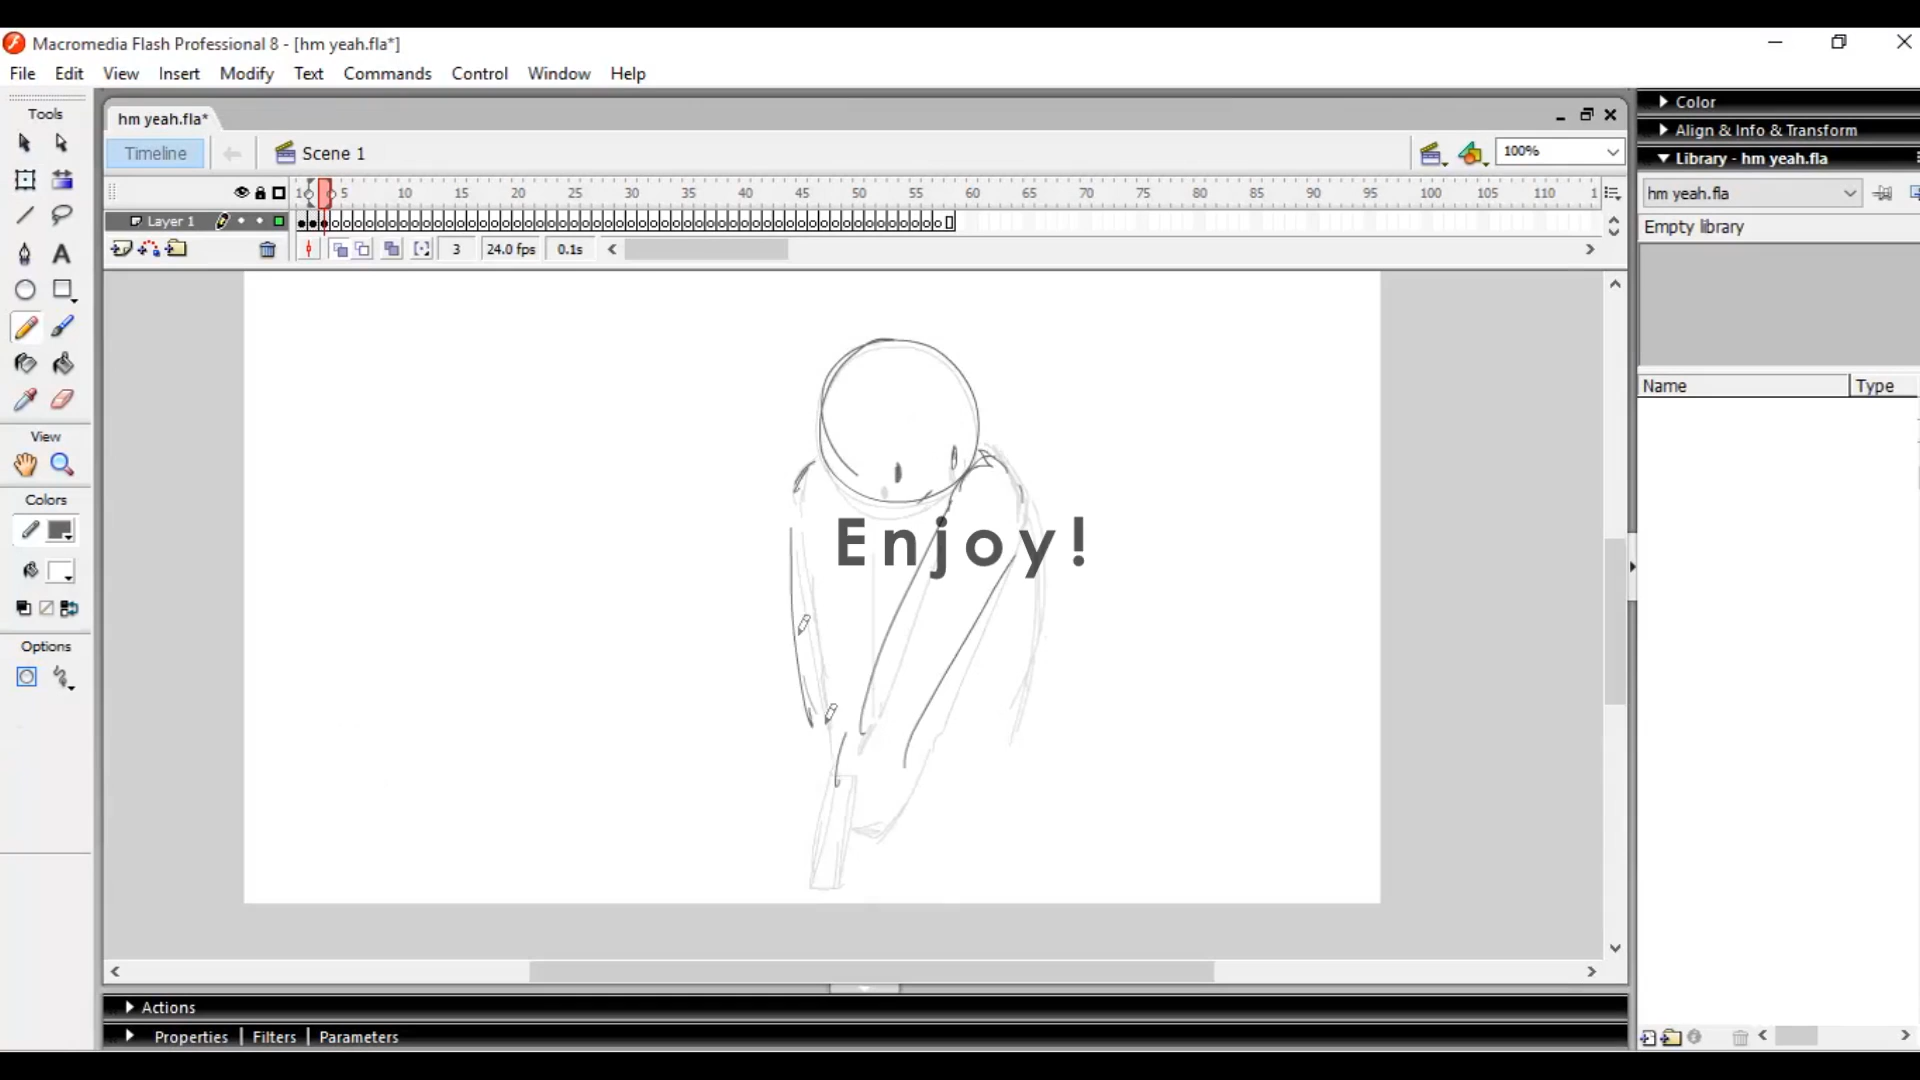 Macromedia Flash Professional 8 - [hm yeah.fla*]
File Edit View Insert Modify Text Commands Control Window Help
Tools
hm yeah.fla*
Timeline
Scene 1
100%
1 5 10 15 20 25 30 35 40 45 50 55 60 65 70 75 80 85 90 95 100 105 110 1
Layer 1
3 24.0 fps 0.1s
View
Colors
Options
Enjoy!
Color
Align & Info & Transform
Library - hm yeah.fla
hm yeah.fla
Empty library
Name Type
Actions
Properties Filters Parameters